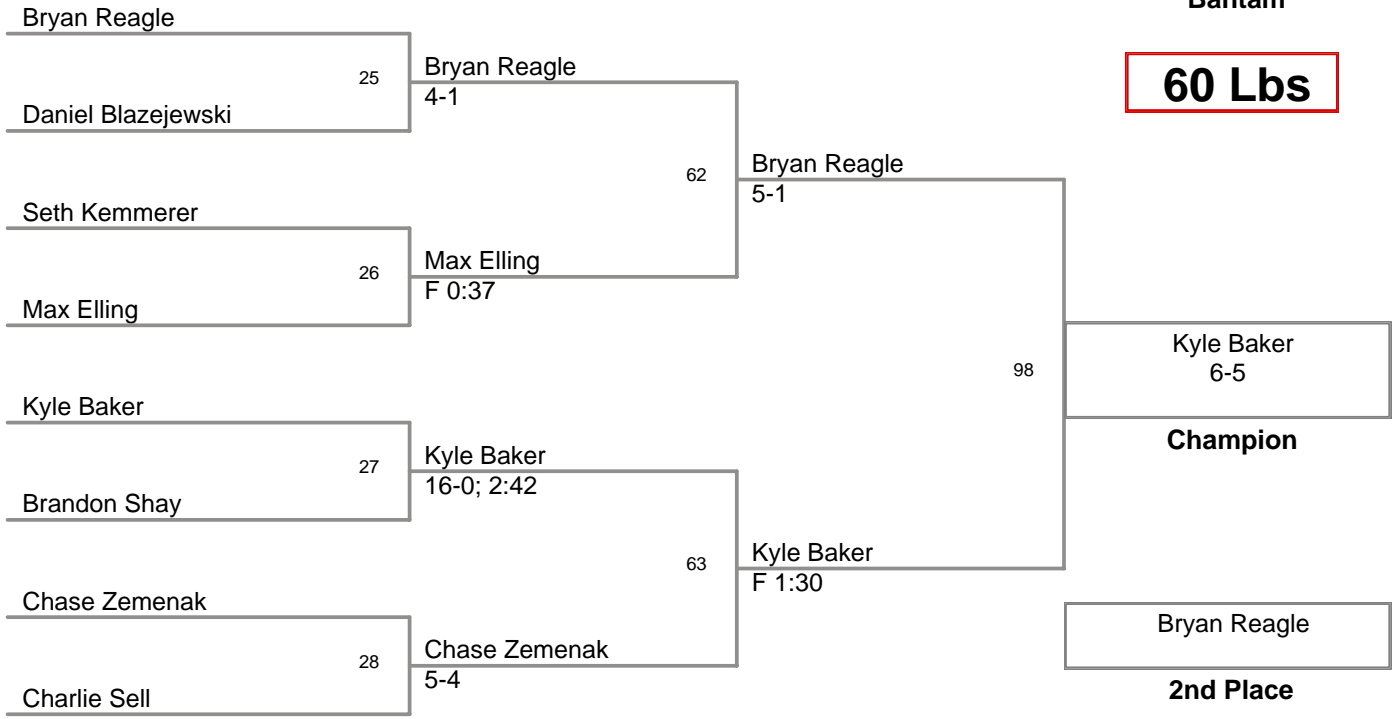 Bantam
60 Lbs
Bryan Reagle
25
Daniel Blazejewski
Bryan Reagle
4-1
Seth Kemmerer
26
Max Elling
Max Elling
F 0:37
62
Bryan Reagle
5-1
Kyle Baker
27
Brandon Shay
Kyle Baker
16-0; 2:42
Chase Zemenak
28
Charlie Sell
Chase Zemenak
5-4
63
Kyle Baker
F 1:30
98
Kyle Baker
6-5
Champion
Bryan Reagle
2nd Place